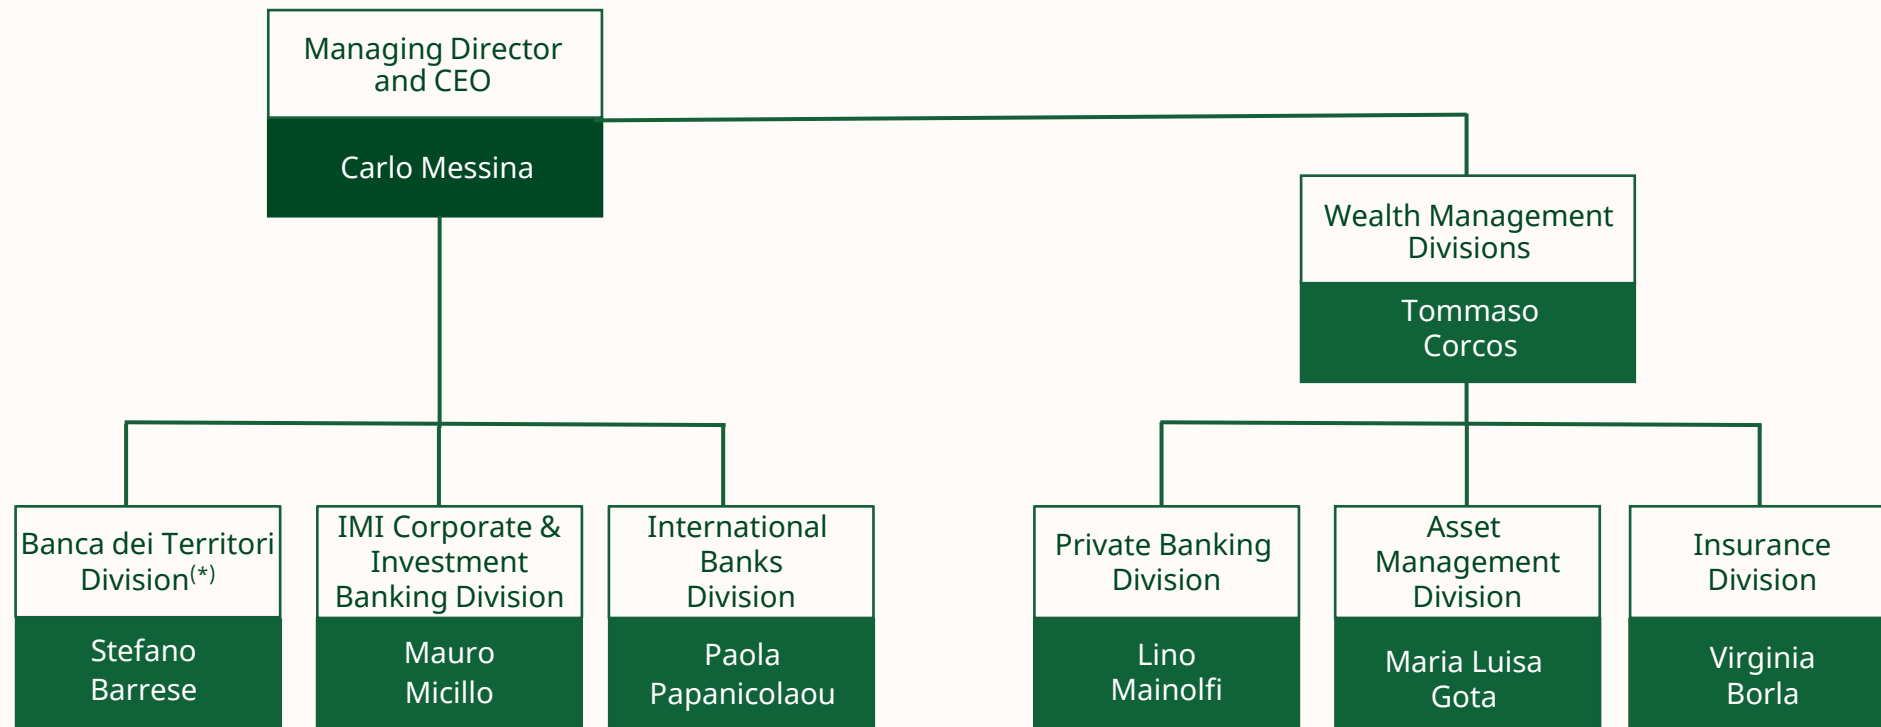 Managing Director
and CEO
Carlo Messina
Wealth Management
Divisions
Tommaso
Corcos
Banca dei Territori
Division(*)
Stefano
Barrese
IMI Corporate &
Investment
Banking Division
Mauro
Micillo
International
Banks
Division
Paola
Papanicolaou
Private Banking
Division
Lino
Mainolfi
Asset
Management
Division
Maria Luisa
Gota
Insurance
Division
Virginia
Borla